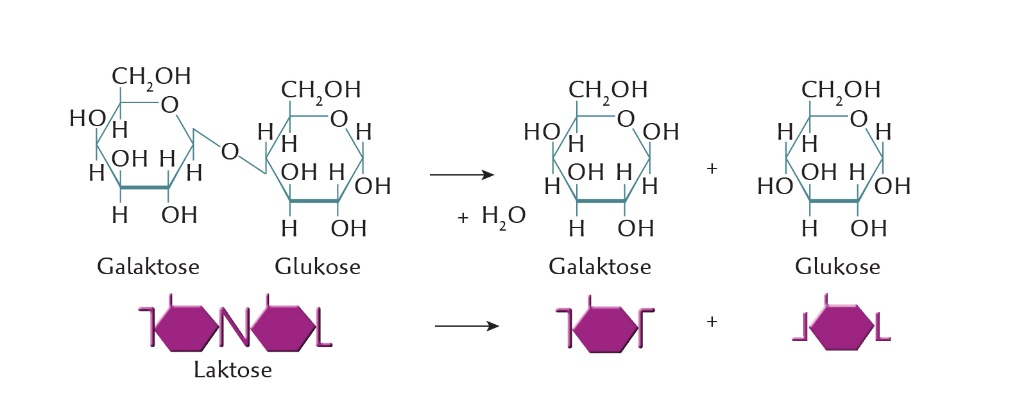 CH₂OH CH₂OH CH₂OH CH₂OH
O O O O
HO H H H HO OH H H
H H H H
O
OH H OH H OH H OH H +
H H OH H H HO OH
H OH H OH + H₂O H OH H OH
Galaktose Glukose Galaktose Glukose
+
Laktose